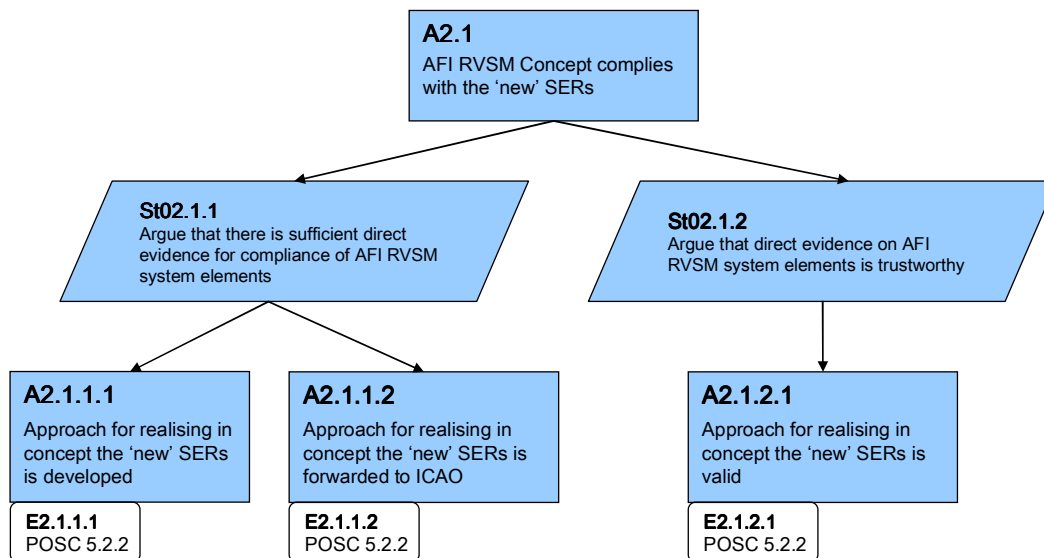 A2.1
AFI RVSM Concept complies
with the ‘new’ SERs
St02.1.1
Argue that there is sufficient direct
evidence for compliance of AFI RVSM
system elements
St02.1.2
Argue that direct evidence on AFI
RVSM system elements is trustworthy
A2.1.1.1
Approach for realising in
concept the ‘new’ SERs
is developed
E2.1.1.1
POSC 5.2.2
A2.1.1.2
Approach for realising in
concept the ‘new’ SERs is
forwarded to ICAO
E2.1.1.2
POSC 5.2.2
A2.1.2.1
Approach for realising in
concept the ‘new’ SERs is
valid
E2.1.2.1
POSC 5.2.2